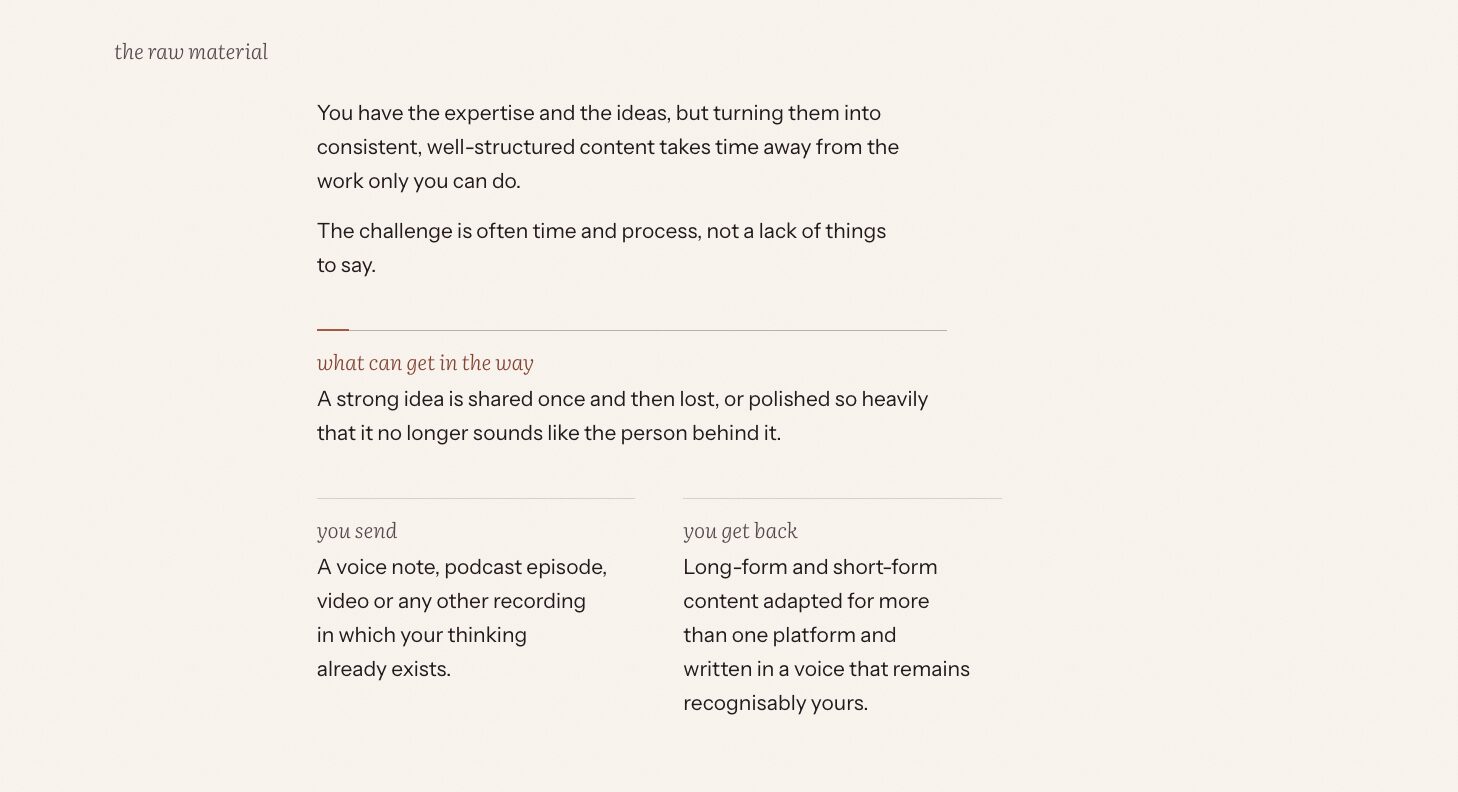 the raw material
You have the expertise and the ideas, but turning them into
consistent, well-structured content takes time away from the
work only you can do.
The challenge is often time and process, not a lack of things
to say.
what can get in the way
A strong idea is shared once and then lost, or polished so heavily
that it no longer sounds like the person behind it.
you send
A voice note, podcast episode,
video or any other recording
in which your thinking
already exists.
you get back
Long-form and short-form
content adapted for more
than one platform and
written in a voice that remains
recognisably yours.